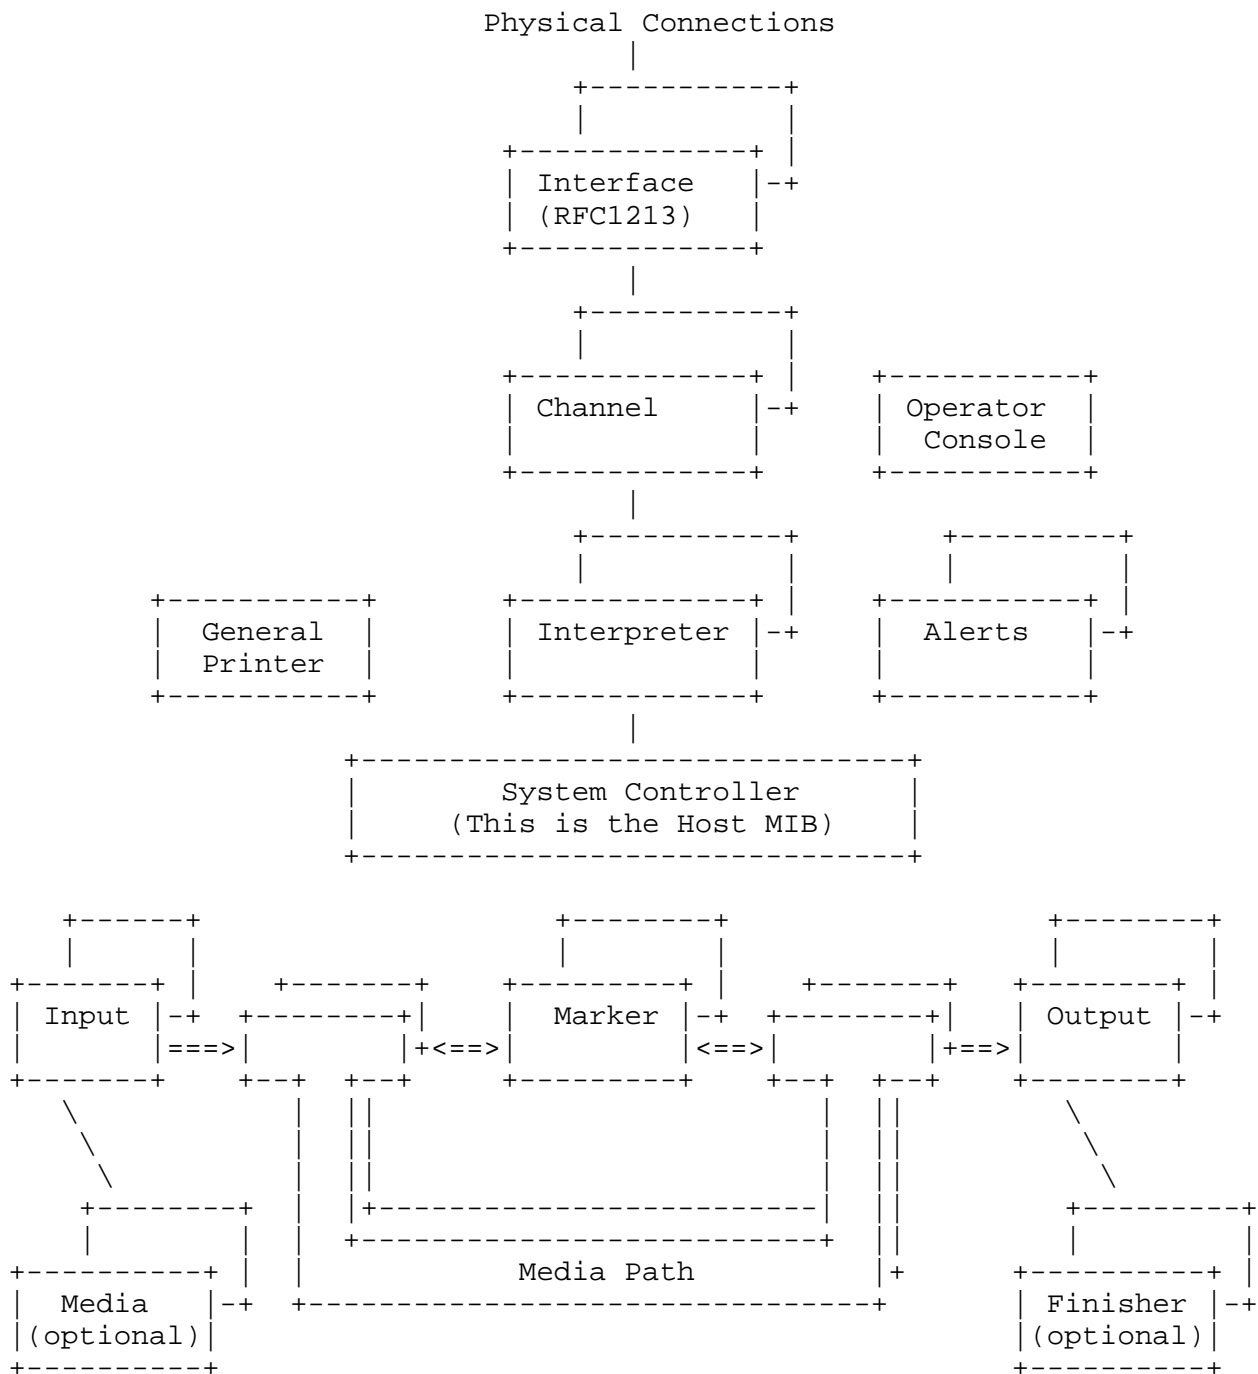 Physical Connections
Interface
(RFC1213)
Channel
Operator
Console
General
Printer
Interpreter
Alerts
System Controller
(This is the Host MIB)
Input
Marker
Output
Media Path
Media
(optional)
Finisher
(optional)